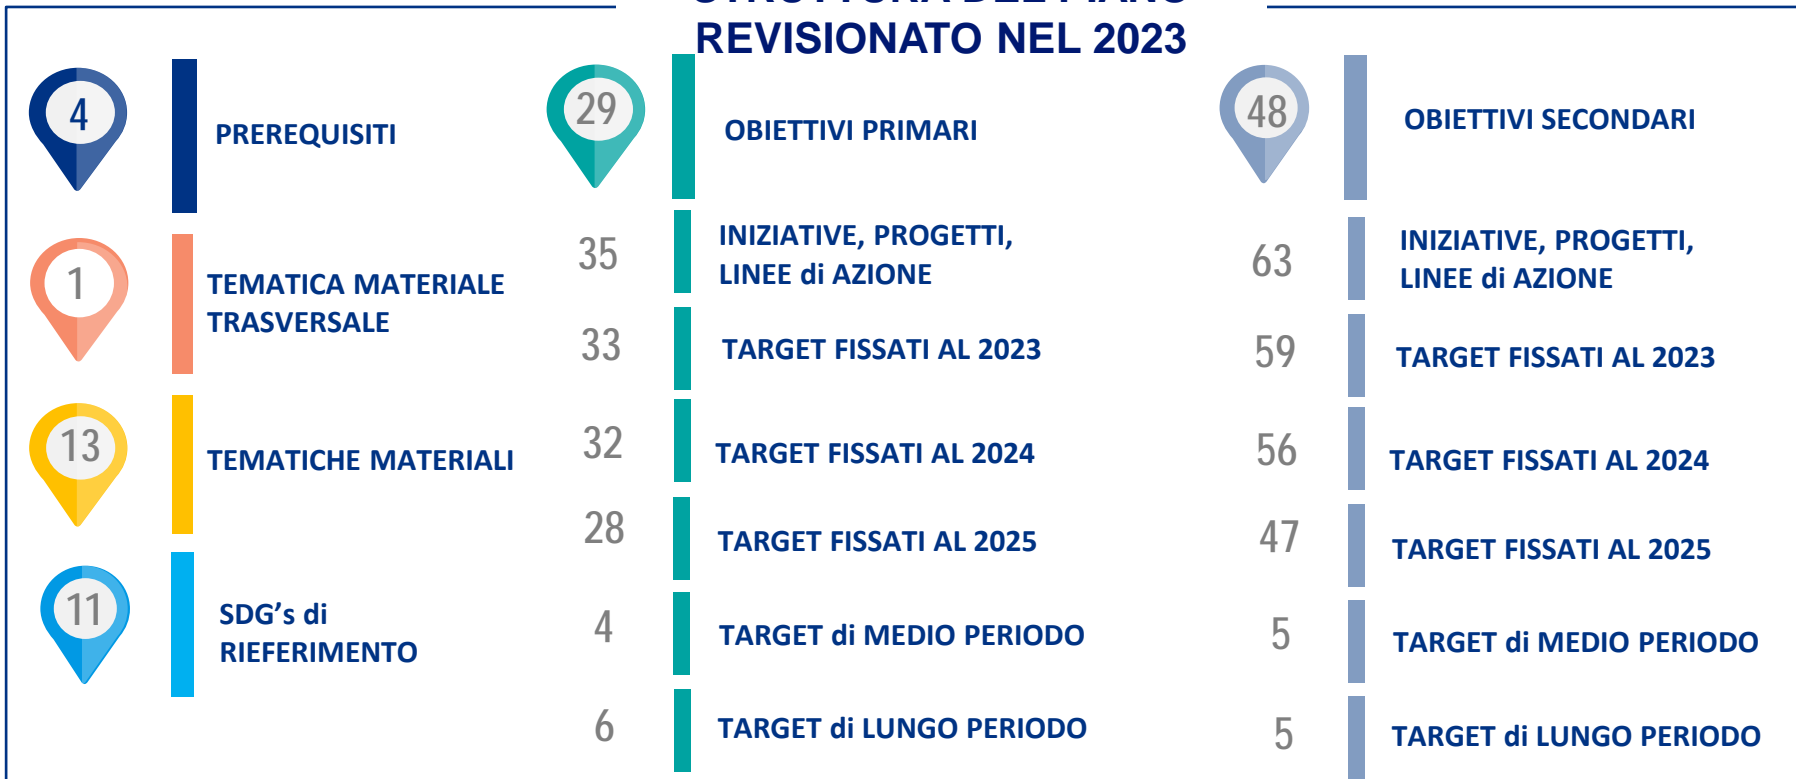 STRUTTURA DEL PIANO
REVISIONATO NEL 2023
4
PREREQUISITI
1
TEMATICA MATERIALE
TRASVERSALE
13
TEMATICHE MATERIALI
11
SDG’s di
RIEFERIMENTO
29
OBIETTIVI PRIMARI
35
INIZIATIVE, PROGETTI,
LINEE di AZIONE
33
TARGET FISSATI AL 2023
32
TARGET FISSATI AL 2024
28
TARGET FISSATI AL 2025
4
TARGET di MEDIO PERIODO
6
TARGET di LUNGO PERIODO
48
OBIETTIVI SECONDARI
63
INIZIATIVE, PROGETTI,
LINEE di AZIONE
59
TARGET FISSATI AL 2023
56
TARGET FISSATI AL 2024
47
TARGET FISSATI AL 2025
5
TARGET di MEDIO PERIODO
5
TARGET di LUNGO PERIODO